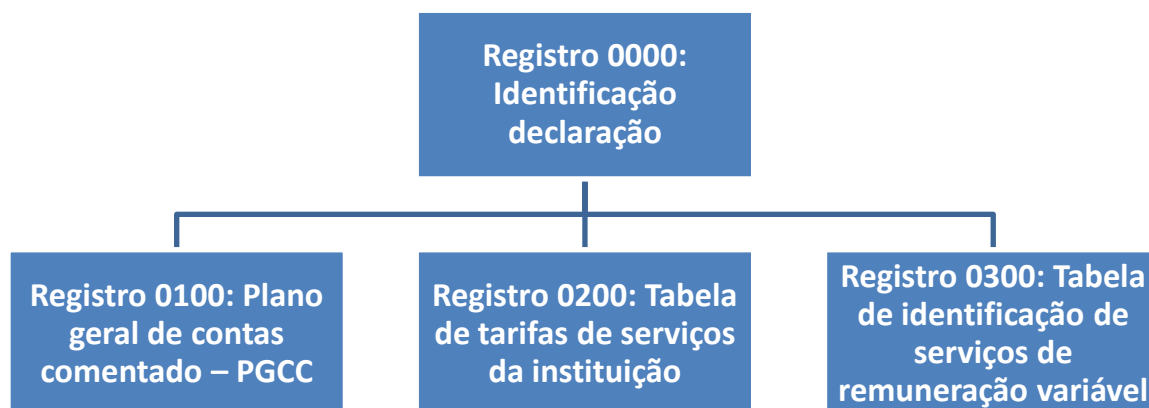 Registro 0000:
Identificação
declaração
Registro 0100: Plano
geral de contas
comentado – PGCC
Registro 0200: Tabela
de tarifas de serviços
da instituição
Registro 0300: Tabela
de identificação de
serviços de
remuneração variável